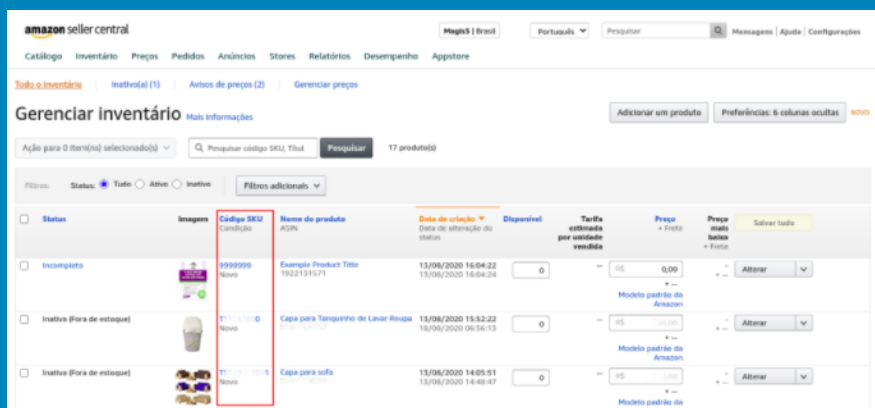 amazon seller central
Magis5 | Brasil
Português
Pesquisar
Mensagens | Ajuda | Configurações
Catálogo Inventário Preços Pedidos Anúncios Stores Relatórios Desempenho Appstore
Todo o inventário | Inativo(a) (1) | Avisos de preços (2) | Gerenciar preços
Gerenciar inventário Mais informações
Adicionar um produto
Preferências: 6 colunas ocultas
NOVO
Ação para 0 item(ns) selecionado(s)
Pesquisar código SKU, Títul
Pesquisar
17 produto(s)
Filtros: Status: Tudo Ativo Inativo
Filtros adicionais
Status
Imagem
Código SKU
Condição
Nome do produto
ASIN
Data de criação
Data de alteração do
status
Disponível
Tarifa
estimada
por unidade
vendida
Preço
+ Frete
Preço
mais
baixo
+ Frete
Salvar tudo
Incompleto
9999999
Novo
Example Product Title
1922131571
13/08/2020 16:04:22
13/08/2020 16:04:24
0
--
R$ 0,00
+ --
Modelo padrão da
Amazon
-
+ --
Alterar
Inativa (Fora de estoque)
Novo
Capa para Tanquinho de Lavar Roupa
13/08/2020 15:52:22
18/08/2020 06:56:13
0
--
R$
+ --
Modelo padrão da
Amazon
-
+ --
Alterar
Inativa (Fora de estoque)
Novo
Capa para sofa
13/08/2020 14:05:51
13/08/2020 14:48:47
0
--
R$
+ --
Modelo padrão da
-
+ --
Alterar